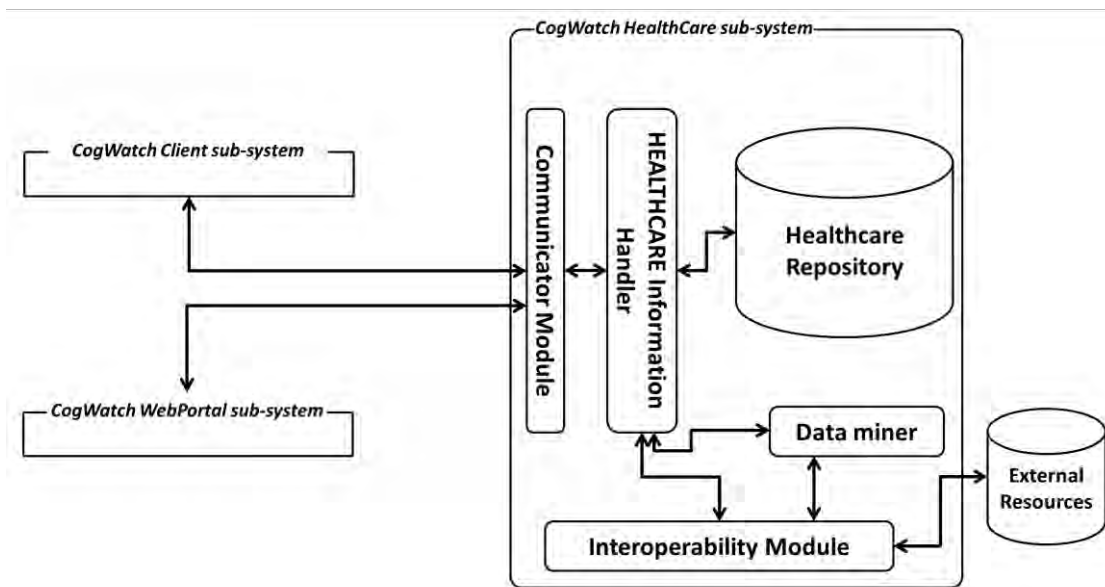 CogWatch HealthCare sub-system
CogWatch Client sub-system
CogWatch WebPortal sub-system
Communicator Module
HEALTHCARE Information
Handler
Healthcare
Repository
Data miner
Interoperability Module
External
Resources